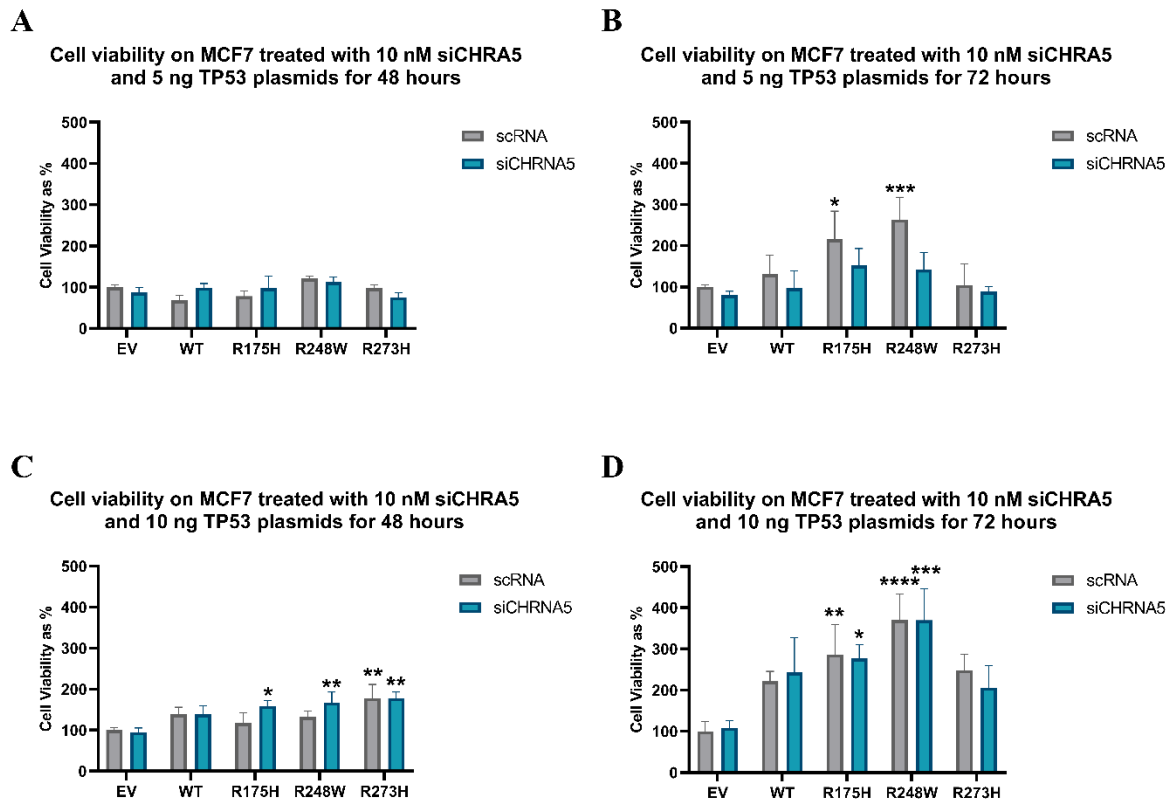 A
Cell viability on MCF7 treated with 10 nM siCHRA5
and 5 ng TP53 plasmids for 48 hours
Cell Viability as %
500
400
300
200
100
0
EV WT R175H R248W R273H
scRNA
siCHRNA5
B
Cell viability on MCF7 treated with 10 nM siCHRA5
and 5 ng TP53 plasmids for 72 hours
Cell Viability as %
500
400
300
200
100
0
* ***
EV WT R175H R248W R273H
scRNA
siCHRNA5
C
Cell viability on MCF7 treated with 10 nM siCHRA5
and 10 ng TP53 plasmids for 48 hours
Cell Viability as %
500
400
300
200
100
0
* ** ** **
EV WT R175H R248W R273H
scRNA
siCHRNA5
D
Cell viability on MCF7 treated with 10 nM siCHRA5
and 10 ng TP53 plasmids for 72 hours
Cell Viability as %
500
400
300
200
100
0
** * **** ***
EV WT R175H R248W R273H
scRNA
siCHRNA5